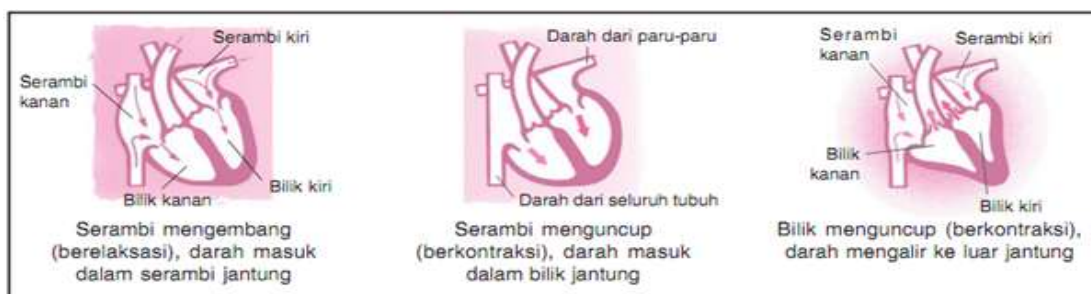 Serambi kiri
Serambi
kanan
Bilik kanan
Bilik kiri
Serambi mengembang
(berelaksasi), darah masuk
dalam serambi jantung
Darah dari paru-paru
Darah dari seluruh tubuh
Serambi menguncup
(berkontraksi), darah masuk
dalam bilik jantung
Serambi
kanan
Serambi kiri
Bilik
kanan
Bilik kiri
Bilik menguncup (berkontraksi),
darah mengalir ke luar jantung